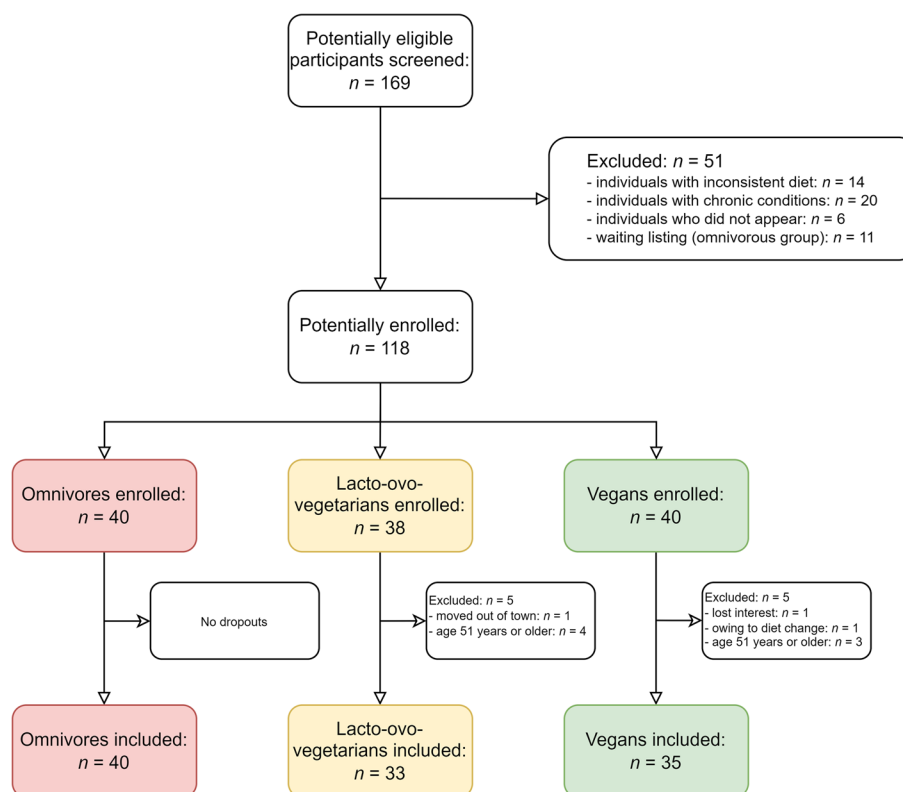 Potentially eligible
participants screened:
n = 169
Excluded: n = 51
- individuals with inconsistent diet: n = 14
- individuals with chronic conditions: n = 20
- individuals who did not appear: n = 6
- waiting listing (omnivorous group): n = 11
Potentially enrolled:
n = 118
Omnivores enrolled:
n = 40
Lacto-ovo-
vegetarians enrolled:
n = 38
Vegans enrolled:
n = 40
No dropouts
Excluded: n = 5
- moved out of town: n = 1
- age 51 years or older: n = 4
Excluded: n = 5
- lost interest: n = 1
- owing to diet change: n = 1
- age 51 years or older: n = 3
Omnivores included:
n = 40
Lacto-ovo-
vegetarians included:
n = 33
Vegans included:
n = 35